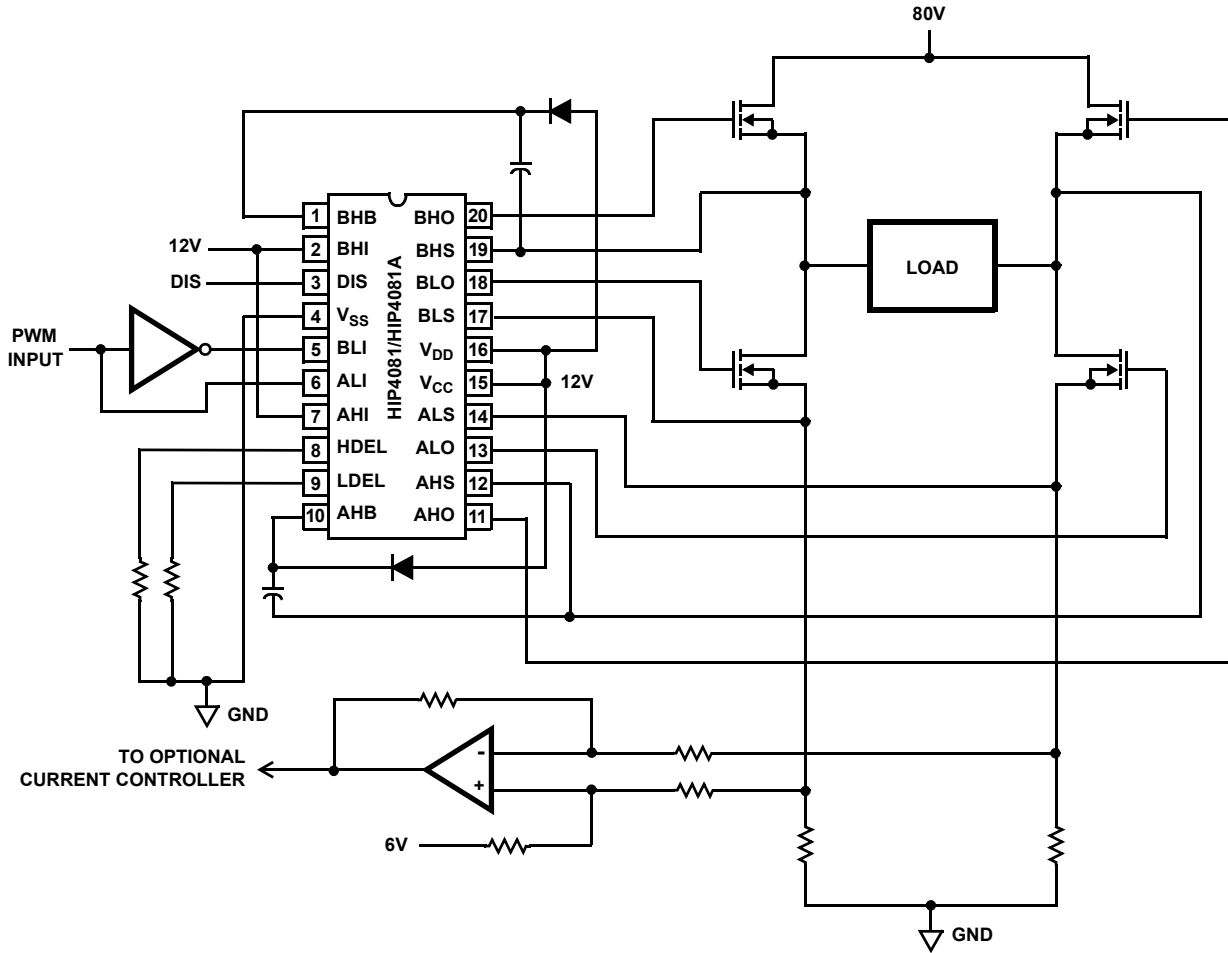 80V
1 BHB BHO 20
12V 2 BHI BHS 19
DIS 3 DIS BLO 18
4 VSS BLS 17
PWM
INPUT
5 BLI VDD 16
6 ALI VCC 15 12V
7 AHI ALS 14
8 HDEL ALO 13
9 LDEL AHS 12
10 AHB AHO 11
HIP4081/HIP4081A
LOAD
GND
TO OPTIONAL
CURRENT CONTROLLER
-
+
6V
GND